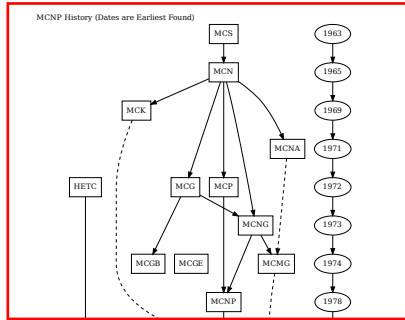 MCNP History (Dates are Earliest Found)
MCS 1963
MCN 1965
MCK 1969
MCNA 1971
HETC MCG MCP 1972
MCNG 1973
MCGB MCGE MCMG 1974
MCNP 1978